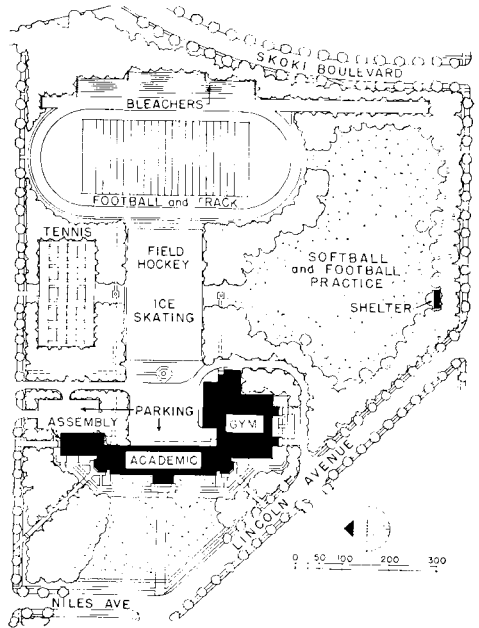 SKOKI BOULEVARD
BLEACHERS
FOOTBALL and TRACK
TENNIS
FIELD
HOCKEY
ICE
SKATING
SOFTBALL
and FOOTBALL
PRACTICE
SHELTER
PARKING
ASSEMBLY
GYM
ACADEMIC
LINCOLN AVENUE
0 50 100 200 300
NILES AVE.